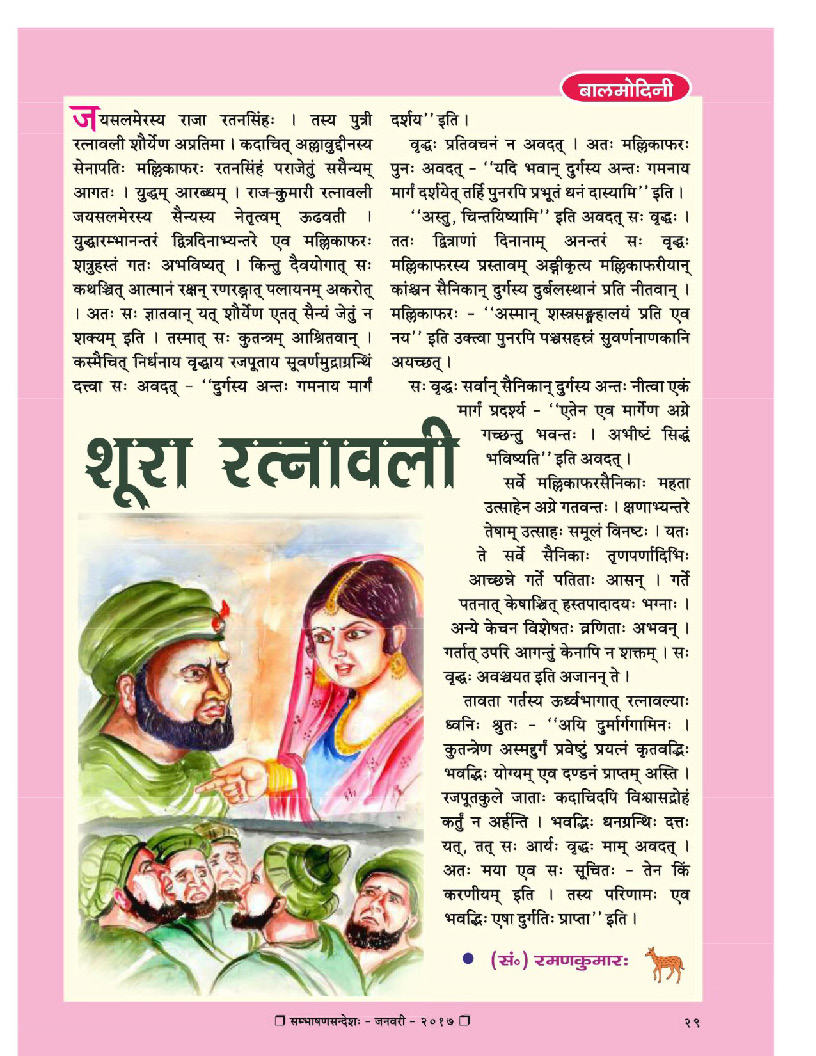 बालमोदिनी
जयसलमेरस्य राजा रतनसिंहः । तस्य पुत्री
रत्नावली शौर्येण अप्रतिमा । कदाचित् अल्लावुद्दीनस्य
सेनापतिः मल्लिकाफरः रतनसिंहं पराजेतुं ससैन्यम्
आगतः । युद्धम् आरब्धम् । राज-कुमारी रत्नावली
जयसलमेरस्य सैन्यस्य नेतृत्वम् ऊढवती ।
युद्धारम्भानन्तरं द्वित्रदिनाभ्यन्तरे एव मल्लिकाफरः
शत्रुहस्तं गतः अभविष्यत् । किन्तु दैवयोगात् सः
कथञ्चित् आत्मानं रक्षन् रणरङ्गात् पलायनम् अकरोत्
। अतः सः ज्ञातवान् यत् शौर्येण एतत् सैन्यं जेतुं न
शक्यम् इति । तस्मात् सः कुतन्त्रम् आश्रितवान् ।
कस्मैचित् निर्धनाय वृद्धाय रजपूताय सुवर्णमुद्राग्रन्थिं
दत्त्वा सः अवदत् - ‘‘दुर्गस्य अन्तः गमनाय मार्गं
दर्शय’’ इति ।
वृद्धः प्रतिवचनं न अवदत् । अतः मल्लिकाफरः
पुनः अवदत् - ‘‘यदि भवान् दुर्गस्य अन्तः गमनाय
मार्गं दर्शयेत् तर्हि पुनरपि प्रभूतं धनं दास्यामि’’ इति ।
‘‘अस्तु, चिन्तयिष्यामि’’ इति अवदत् सः वृद्धः ।
ततः द्वित्राणां दिनानाम् अनन्तरं सः वृद्धः
मल्लिकाफरस्य प्रस्तावम् अङ्गीकृत्य मल्लिकाफरीयान्
कांश्चन सैनिकान् दुर्गस्य दुर्बलस्थानं प्रति नीतवान् ।
मल्लिकाफरः - ‘‘अस्मान् शस्त्रसङ्ग्रहालयं प्रति एव
नय’’ इति उक्त्वा पुनरपि पञ्चसहस्रं सुवर्णनाणकानि
अयच्छत् ।
सः वृद्धः सर्वान् सैनिकान् दुर्गस्य अन्तः नीत्वा एकं
मार्गं प्रदर्श्य - ‘‘एतेन एव मार्गेण अग्रे
गच्छन्तु भवन्तः । अभीष्टं सिद्धं
भविष्यति’’ इति अवदत् ।
सर्वे मल्लिकाफरसैनिकाः महता
उत्साहेन अग्रे गतवन्तः । क्षणाभ्यन्तरे
तेषाम् उत्साहः समूलं विनष्टः । यतः
ते सर्वे सैनिकाः तृणपर्णादिभिः
आच्छन्ने गर्ते पतिताः आसन् । गर्ते
पतनात् केषाञ्चित् हस्तपादादयः भग्नाः ।
अन्ये केचन विशेषतः व्रणिताः अभवन् ।
गर्तात् उपरि आगन्तुं केनापि न शक्तम् । सः
वृद्धः अवञ्चयत इति अजानन् ते ।
तावता गर्तस्य ऊर्ध्वभागात् रत्नावल्याः
ध्वनिः श्रुतः - ‘‘अयि दुर्मार्गगामिनः ।
कुतन्त्रेण अस्मद्दुर्गं प्रवेष्टुं प्रयत्नं कृतवद्भिः
भवद्भिः योग्यम् एव दण्डनं प्राप्तम् अस्ति ।
रजपूतकुले जाताः कदाचिदपि विश्वासद्रोहं
कर्तुं न अर्हन्ति । भवद्भिः धनग्रन्थिः दत्तः
यत्, तत् सः आर्यः वृद्धः माम् अवदत् ।
अतः मया एव सः सूचितः - तेन किं
करणीयम् इति । तस्य परिणामः एव
भवद्भिः एषा दुर्गतिः प्राप्ता’’ इति ।
शूरा रत्नावली
• (सं०) रमणकुमारः
❒ सम्भाषणसन्देशः - जनवरी - २०१७ ❒
२९